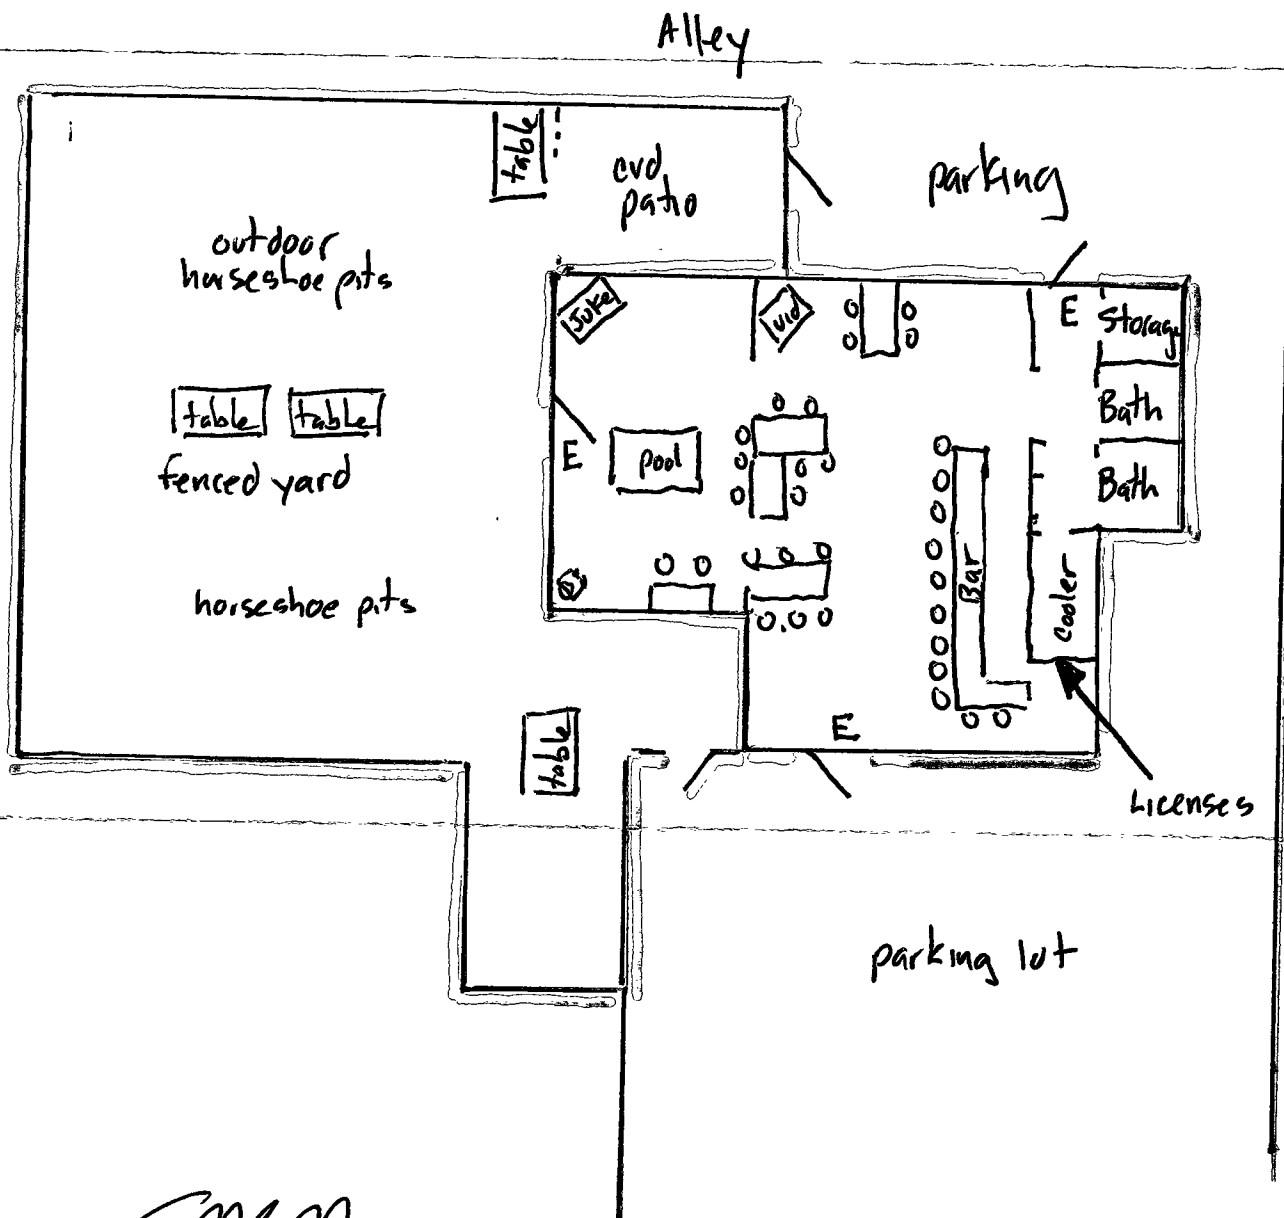 Alley
table
cvd
patio
parking
outdoor
horseshoe pits
Juke
vid
E
Storag
table
table
Bath
E
pool
fenced yard
Bath
Bar
cooler
horseshoe pits
E
table
Licenses
parking lot